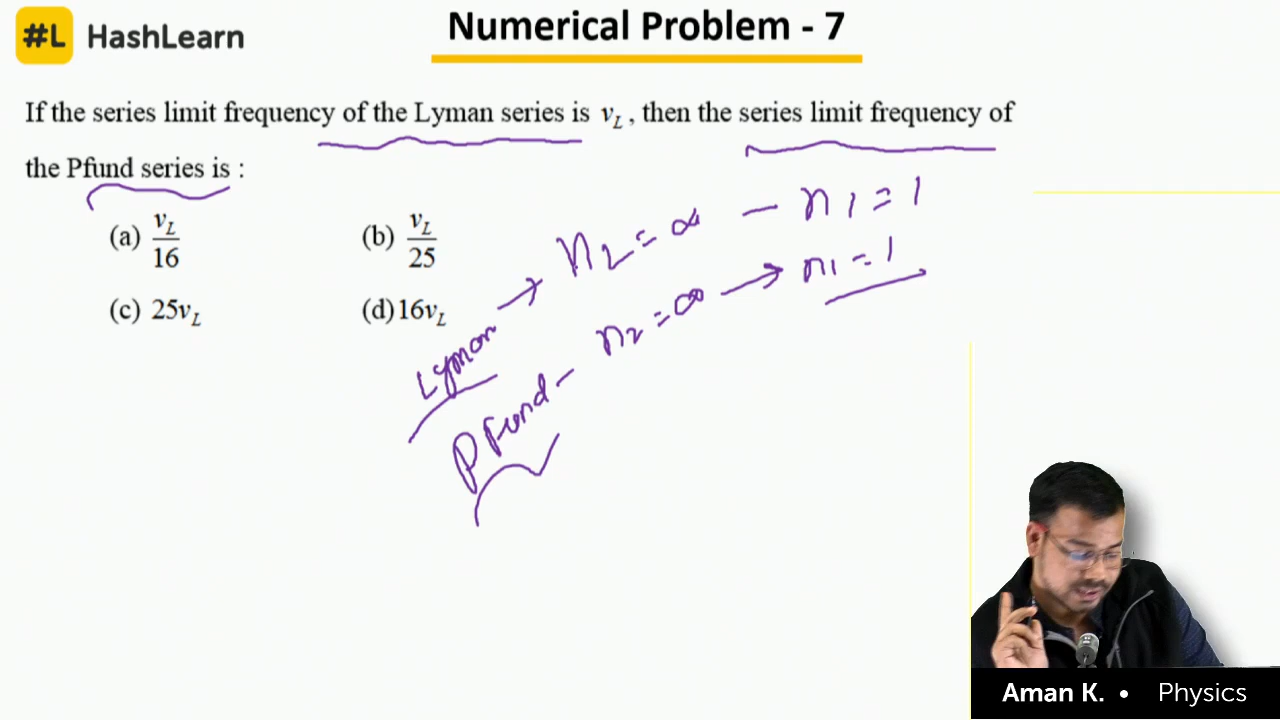 #L HashLearn
Numerical Problem - 7
If the series limit frequency of the Lyman series is v_L, then the series limit frequency of
the Pfund series is :
(a) v_L/16
(b) v_L/25
(c) 25v_L
(d) 16v_L
Lyman → n2 = ∞ — n1 = 1
Pfund - n2 = ∞ → n1 = 1
Aman K. • Physics